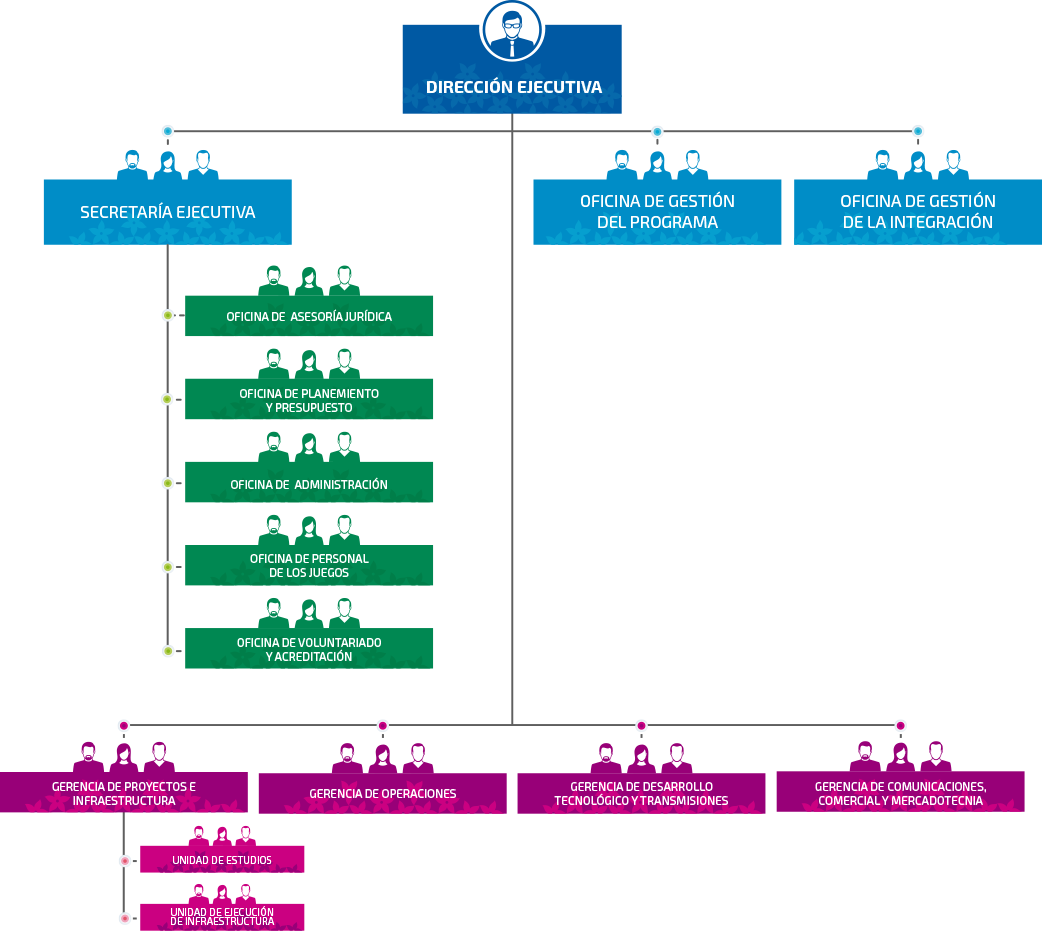 DIRECCIÓN EJECUTIVA
SECRETARÍA EJECUTIVA
OFICINA DE GESTIÓN
DEL PROGRAMA
OFICINA DE GESTIÓN
DE LA INTEGRACIÓN
OFICINA DE ASESORÍA JURÍDICA
OFICINA DE PLANEMIENTO
Y PRESUPUESTO
OFICINA DE ADMINISTRACIÓN
OFICINA DE PERSONAL
DE LOS JUEGOS
OFICINA DE VOLUNTARIADO
Y ACREDITACIÓN
GERENCIA DE PROYECTOS E
INFRAESTRUCTURA
GERENCIA DE OPERACIONES
GERENCIA DE DESARROLLO
TECNOLÓGICO Y TRANSMISIONES
GERENCIA DE COMUNICACIONES,
COMERCIAL Y MERCADOTECNIA
UNIDAD DE ESTUDIOS
UNIDAD DE EJECUCIÓN
DE INFRAESTRUCTURA